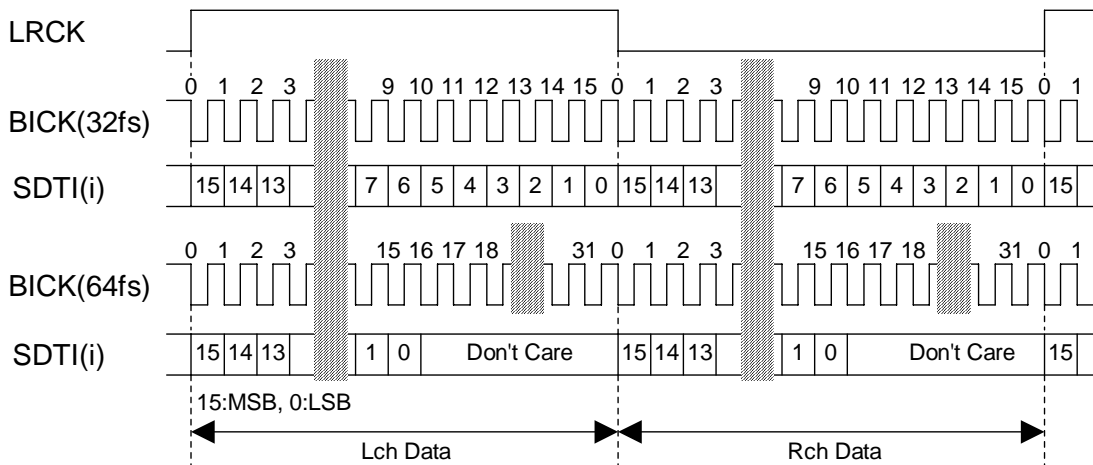 LRCK
0 1 2 3 9 10 11 12 13 14 15 0 1 2 3 9 10 11 12 13 14 15 0 1
BICK(32fs)
SDTI(i) 15 14 13 7 6 5 4 3 2 1 0 15 14 13 7 6 5 4 3 2 1 0 15
0 1 2 3 15 16 17 18 31 0 1 2 3 15 16 17 18 31 0 1
BICK(64fs)
SDTI(i) 15 14 13 1 0 Don't Care 15 14 13 1 0 Don't Care 15
15:MSB, 0:LSB
Lch Data Rch Data